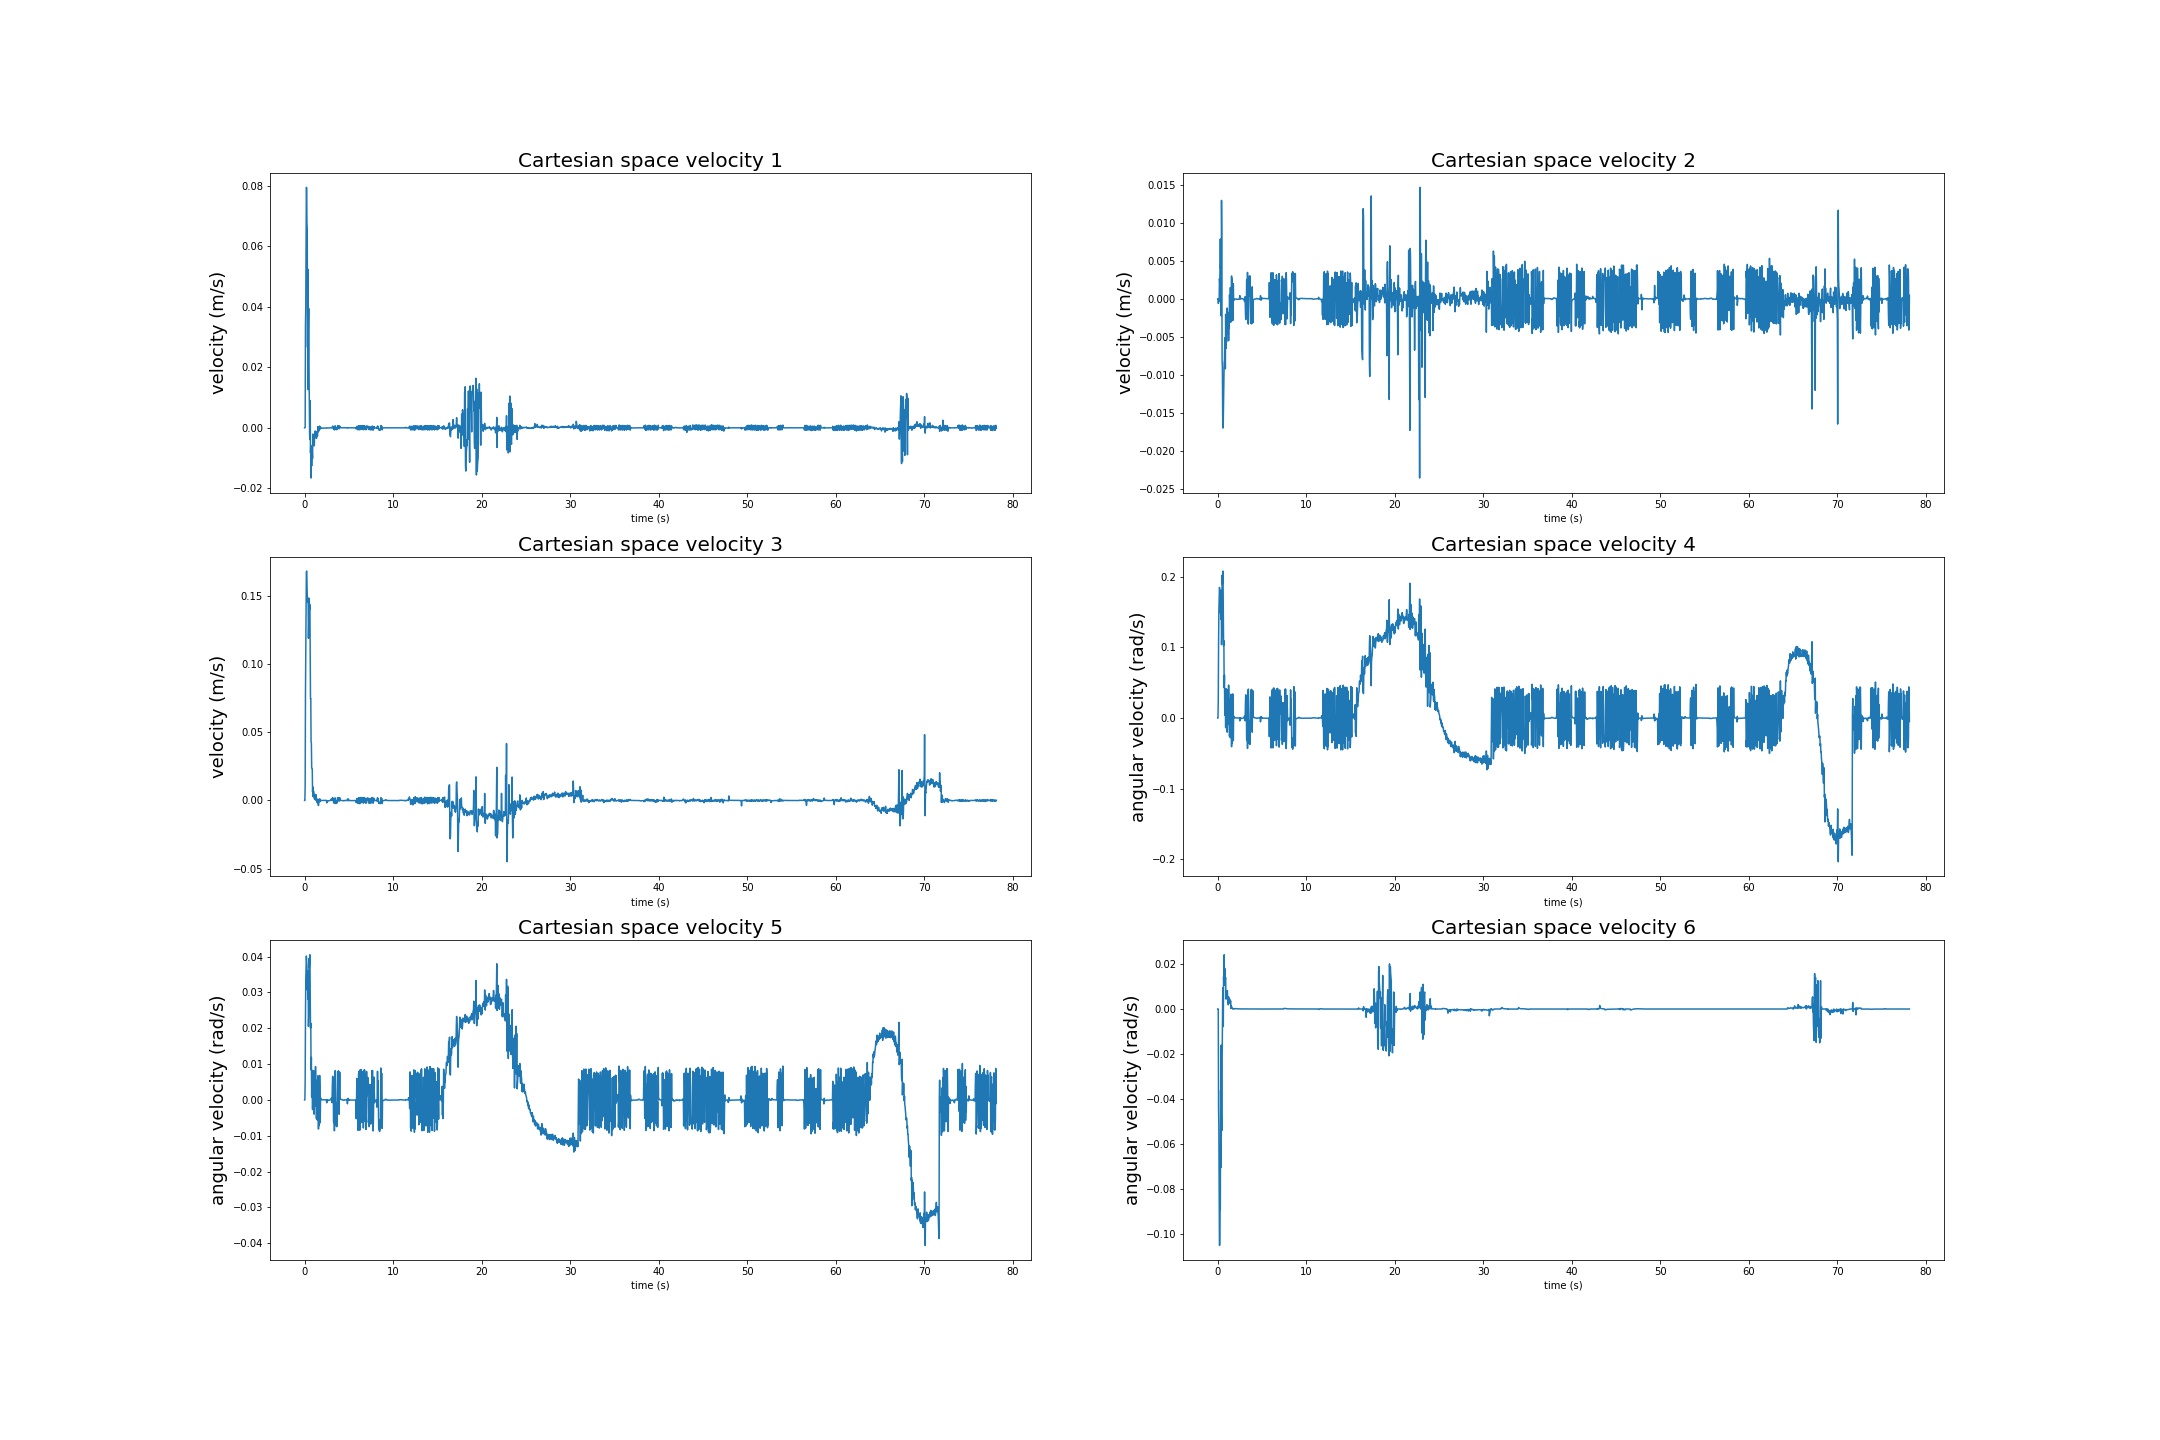 Cartesian space velocity 1
velocity (m/s)
0.08
0.06
0.04
0.02
0.00
−0.02
0 10 20 30 40 50 60 70 80
time (s)
Cartesian space velocity 2
velocity (m/s)
0.015
0.010
0.005
0.000
−0.005
−0.010
−0.015
−0.020
−0.025
0 10 20 30 40 50 60 70 80
time (s)
Cartesian space velocity 3
velocity (m/s)
0.15
0.10
0.05
0.00
−0.05
0 10 20 30 40 50 60 70 80
time (s)
Cartesian space velocity 4
angular velocity (rad/s)
0.2
0.1
0.0
−0.1
−0.2
0 10 20 30 40 50 60 70 80
time (s)
Cartesian space velocity 5
angular velocity (rad/s)
0.04
0.03
0.02
0.01
0.00
−0.01
−0.02
−0.03
−0.04
0 10 20 30 40 50 60 70 80
time (s)
Cartesian space velocity 6
angular velocity (rad/s)
0.02
0.00
−0.02
−0.04
−0.06
−0.08
−0.10
0 10 20 30 40 50 60 70 80
time (s)